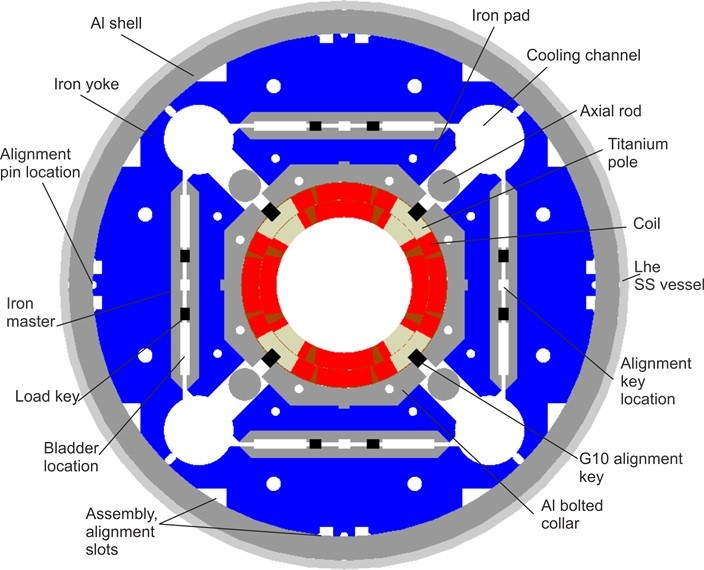 Al shell
Iron pad
Cooling channel
Iron yoke
Axial rod
Alignment
pin location
Titanium
pole
Coil
Lhe
SS vessel
Iron
master
Alignment
key
location
Load key
Bladder
location
G10 alignment
key
Al bolted
collar
Assembly,
alignment
slots